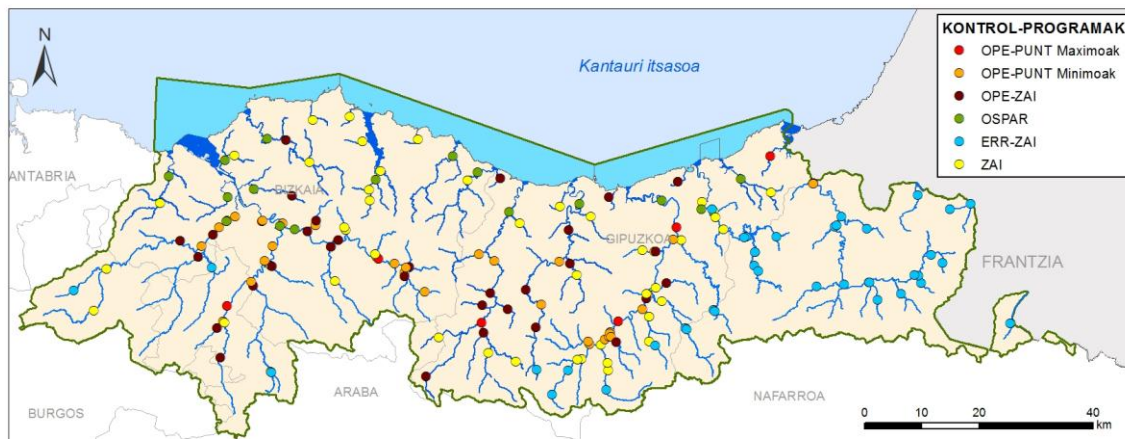 N
Kantauri itsasoa
KONTROL-PROGRAMAK
OPE-PUNT Maximoak
OPE-PUNT Minimoak
OPE-ZAI
OSPAR
ERR-ZAI
ZAI
ANTABRIA
BIZKAIA
GIPUZKOA
FRANTZIA
ARABA
NAFARROA
BURGOS
0 10 20 40
km